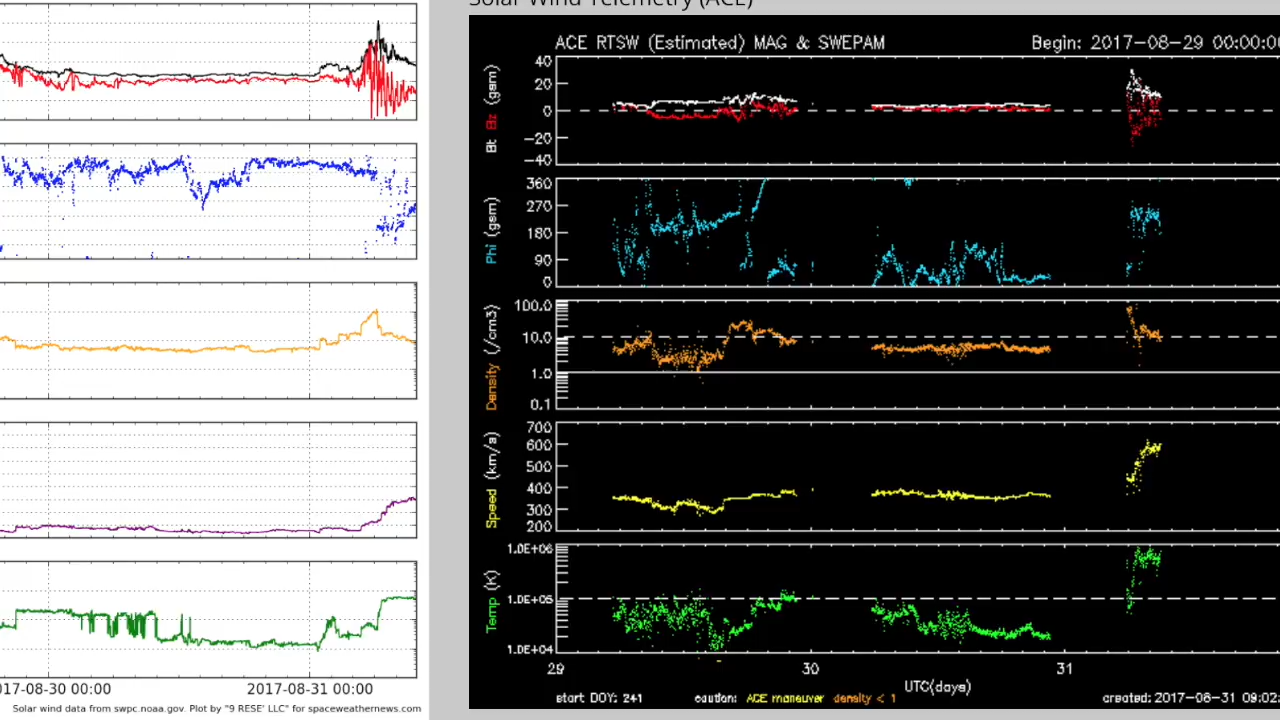 Solar Wind Telemetry (ACE)
ACE RTSW (Estimated) MAG & SWEPAM
Begin: 2017-08-29 00:00:00
Bt Bz (gsm)
40
20
0
−20
−40
Phi (gsm)
360
270
180
90
0
Density (/cm3)
100.0
10.0
1.0
0.1
Speed (km/s)
700
600
500
400
300
200
Temp (K)
1.0E+06
1.0E+05
1.0E+04
29
30
31
UTC(days)
start DOY: 241
caution: ACE maneuver density < 1
created: 2017-08-31 09:02
017-08-30 00:00
2017-08-31 00:00
Solar wind data from swpc.noaa.gov. Plot by "9 RESE' LLC" for spaceweathernews.com